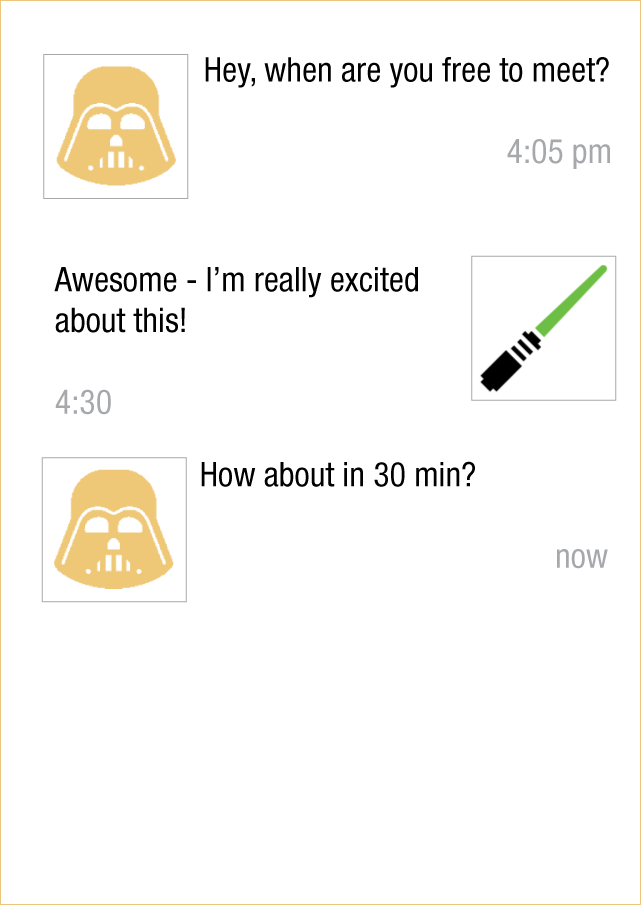 Hey, when are you free to meet?
4:05 pm
Awesome - I’m really excited
about this!
4:30
How about in 30 min?
now